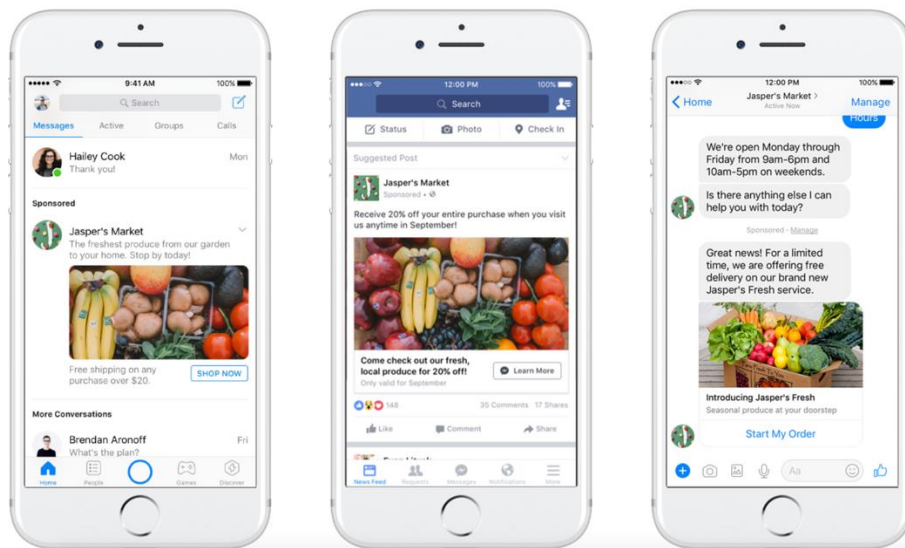 9:41 AM
100%
Search
Messages
Active
Groups
Calls
Hailey Cook
Mon
Thank you!
Sponsored
Jasper's Market
The freshest produce from our garden
to your home. Stop by today!
Free shipping on any
purchase over $20.
SHOP NOW
More Conversations
Brendan Aronoff
Fri
What's the plan?
Home
People
Games
Discover
12:00 PM
100%
Search
Status
Photo
Check In
Suggested Post
Jasper's Market
Sponsored •
Receive 20% off your entire purchase when you visit
us anytime in September!
Come check out our fresh,
local produce for 20% off!
Only valid for September
Learn More
148
35 Comments 17 Shares
Like
Comment
Share
News Feed
Requests
Messages
Notifications
More
12:00 PM
100%
Home
Jasper's Market >
Active Now
Manage
Hours
We're open Monday through
Friday from 9am-6pm and
10am-5pm on weekends.
Is there anything else I can
help you with today?
Sponsored - Manage
Great news! For a limited
time, we are offering free
delivery on our brand new
Jasper's Fresh service.
Introducing Jasper's Fresh
Seasonal produce at your doorstep
Start My Order
Aa